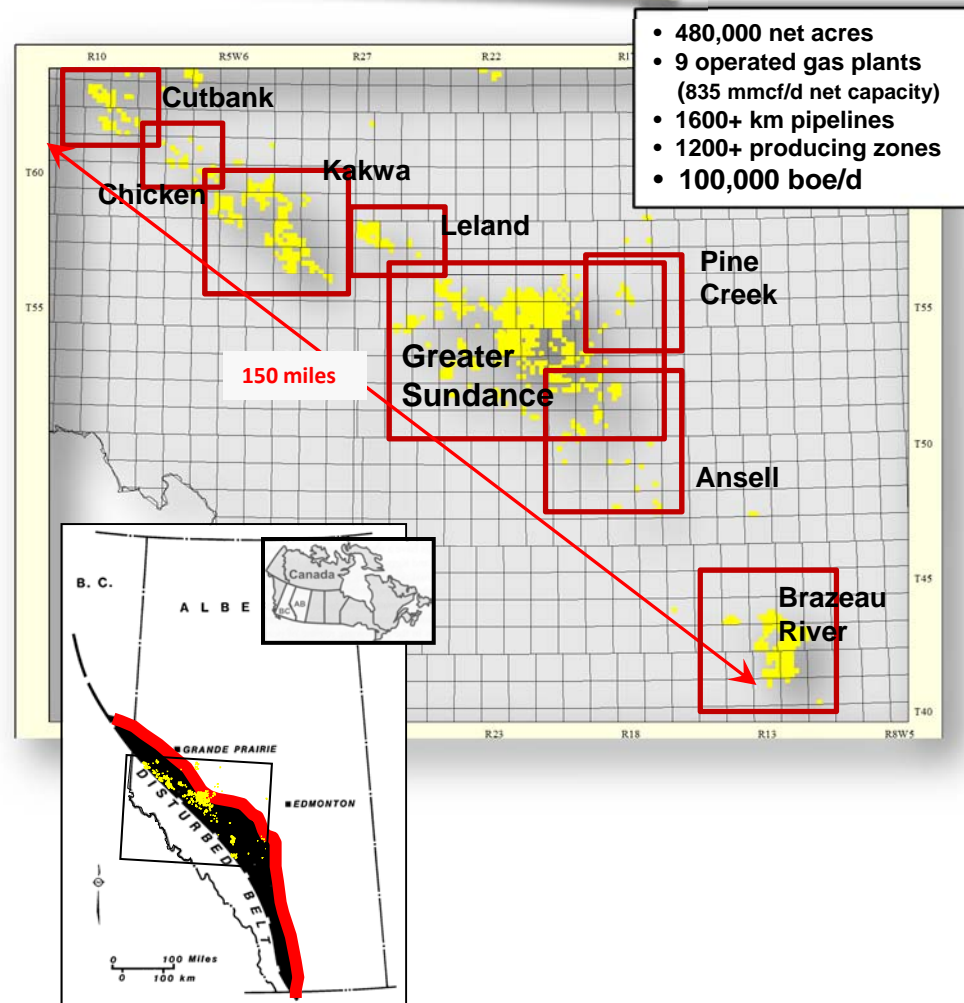 • 480,000 net acres
• 9 operated gas plants
(835 mmcf/d net capacity)
• 1600+ km pipelines
• 1200+ producing zones
• 100,000 boe/d
R10
R5W6
R27
R22
R17
Cutbank
Kakwa
T60
Chicken
Leland
Pine
Creek
T55
T55
Greater
Sundance
150 miles
T50
Ansell
T45
Brazeau
River
T40
R23
R18
R13
R8W5
Canada
BC
AB
B. C.
A L B E
GRANDE PRAIRIE
EDMONTON
DISTURBED BELT
0 100 Miles
0 100 km